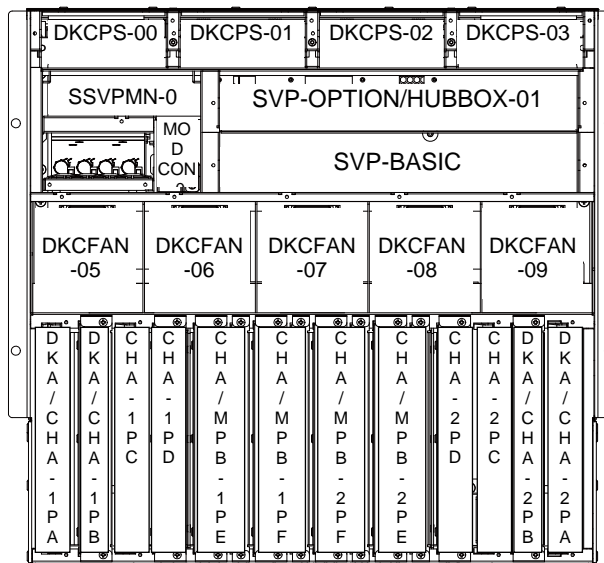 DKCPS-00 DKCPS-01 DKCPS-02 DKCPS-03
SSVPMN-0 SVP-OPTION/HUBBOX-01
MO
D
CON
SVP-BASIC
DKCFAN
-05
DKCFAN
-06
DKCFAN
-07
DKCFAN
-08
DKCFAN
-09
DKA/CHA-1PA
DKA/CHA-1PB
CHA-1PC
CHA-1PD
CHA/MPB-1PE
CHA/MPB-1PF
CHA/MPB-2PF
CHA/MPB-2PE
CHA-2PD
CHA-2PC
DKA/CHA-2PB
DKA/CHA-2PA